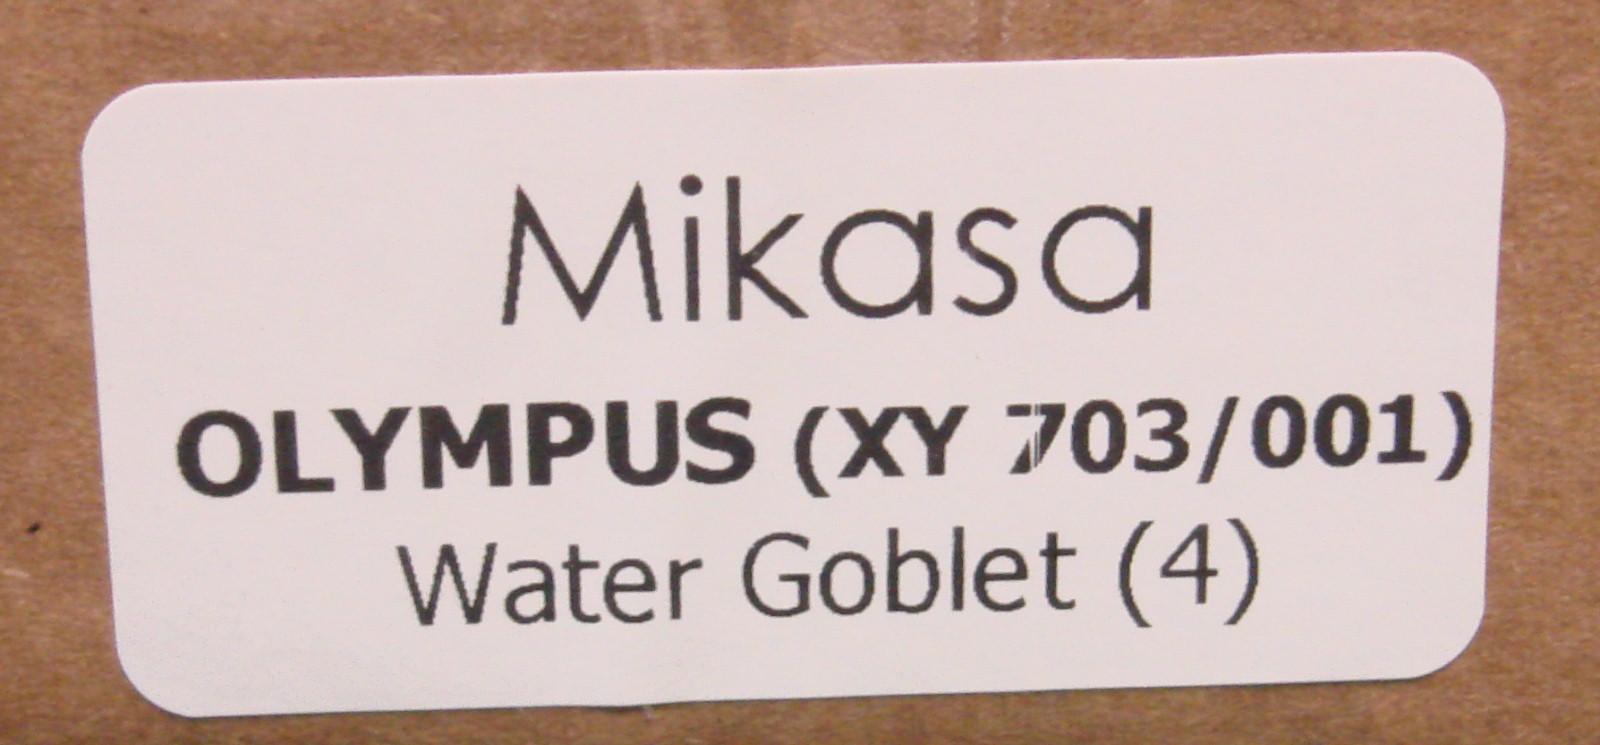 Mikasa
OLYMPUS (XY 703/001)
Water Goblet (4)